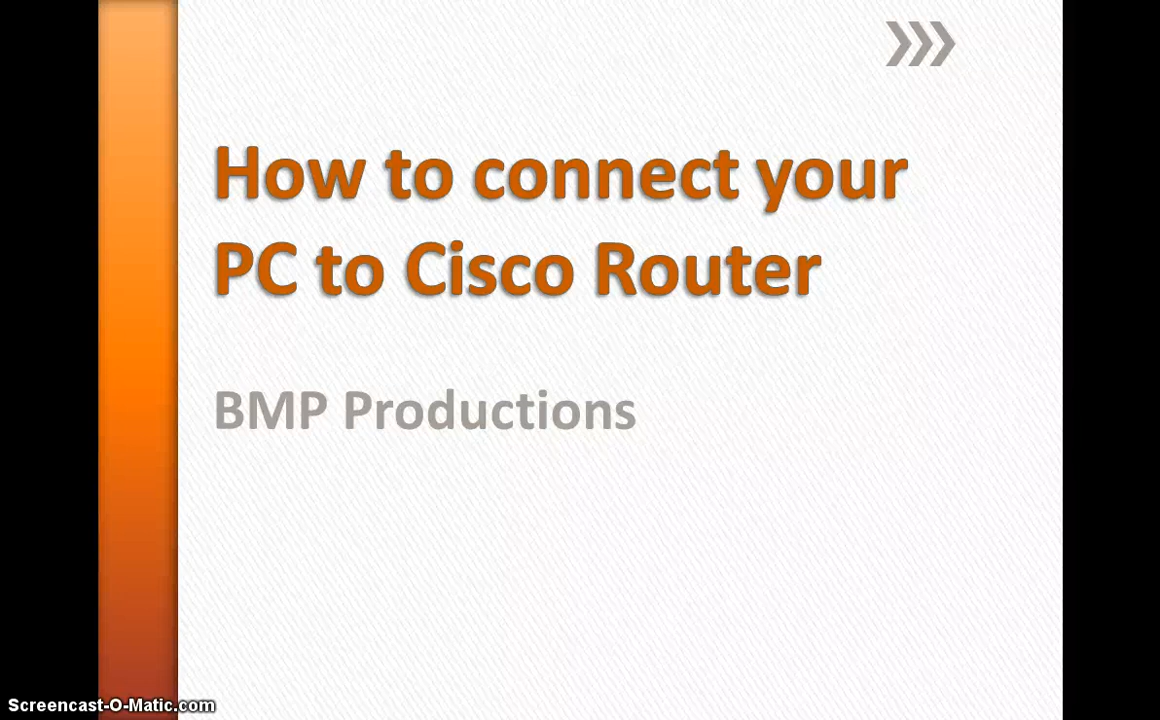 How to connect your
PC to Cisco Router
BMP Productions
Screencast-O-Matic.com